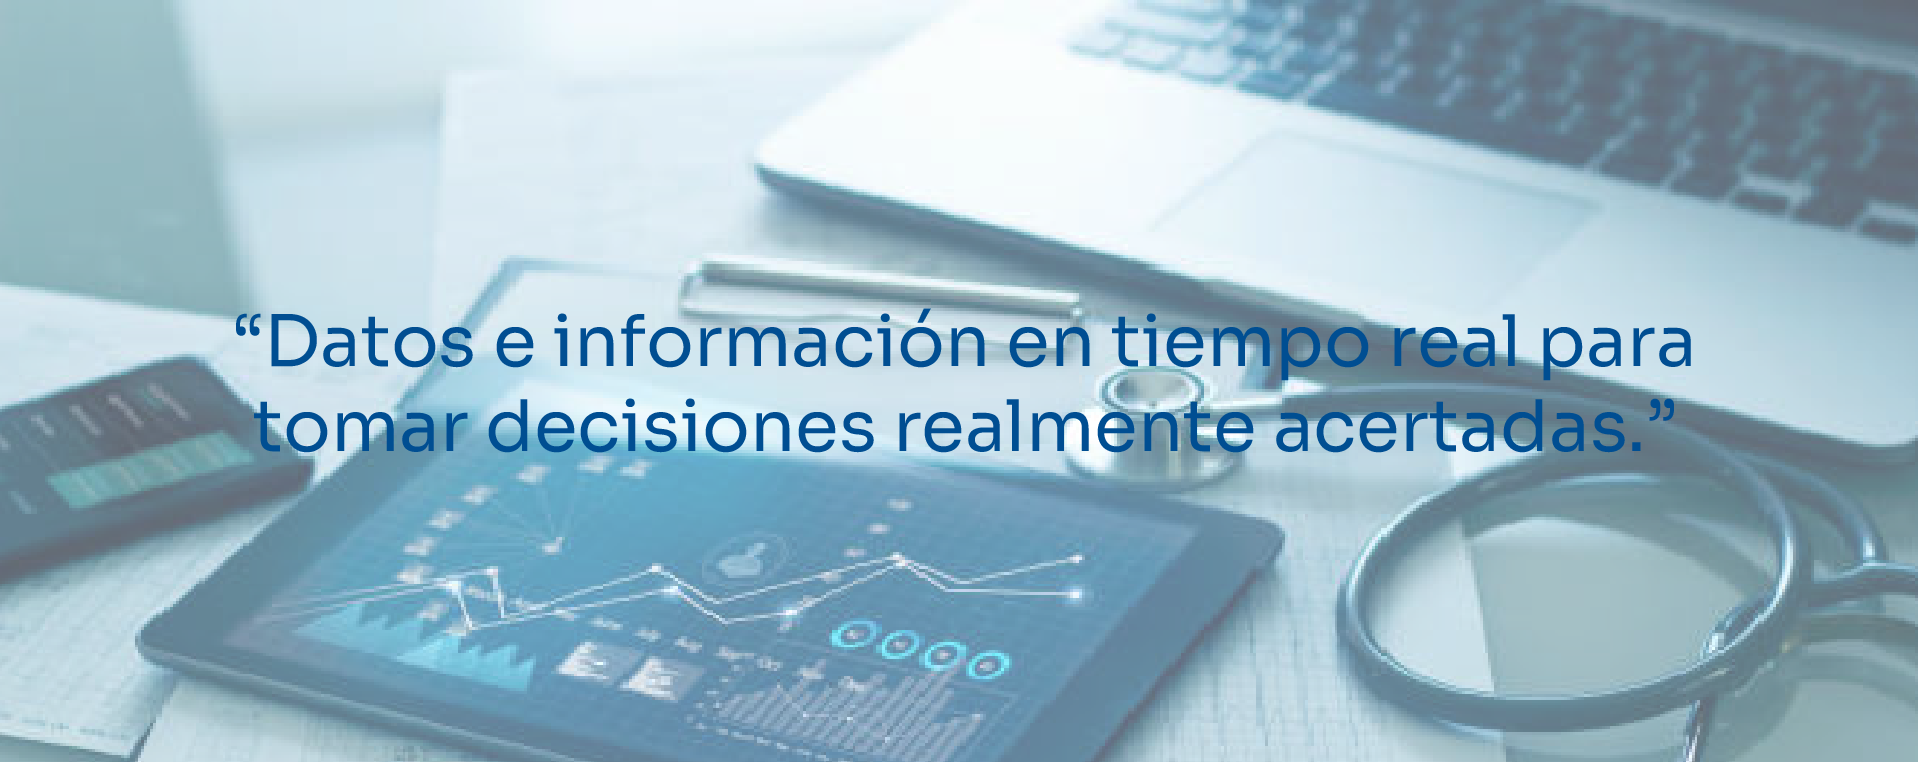 “Datos e información en tiempo real para
tomar decisiones realmente acertadas.”